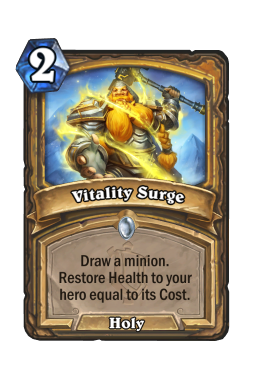 2
Vitality Surge
Draw a minion.
Restore Health to your
hero equal to its Cost.
Holy